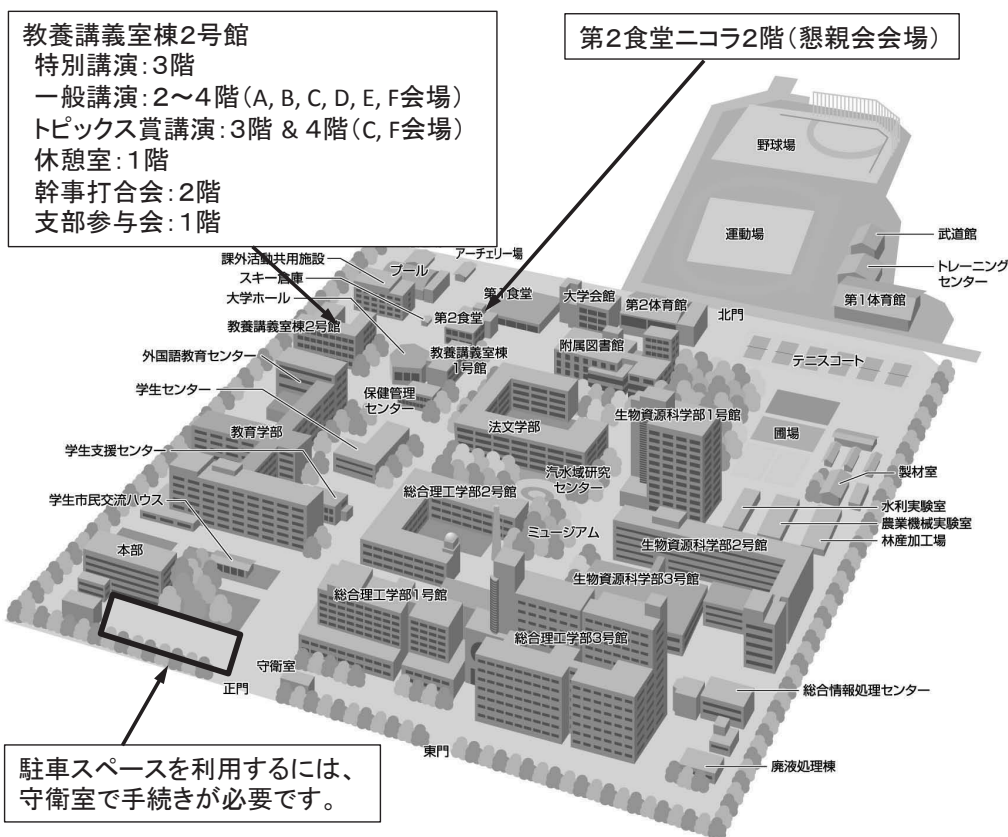 教養講義室棟2号館
特別講演:3階
一般講演:2～4階(A, B, C, D, E, F会場)
トピックス賞講演:3階 & 4階(C, F会場)
休憩室:1階
幹事打合会:2階
支部参与会:1階
第2食堂ニコラ2階(懇親会会場)
野球場
運動場
武道館
トレーニング
センター
第1体育館
アーチェリー場
課外活動共用施設
プール
スキー倉庫
大学ホール
第1食堂
大学会館
第2体育館
北門
第2食堂
教養講義室棟2号館
教養講義室棟
1号館
附属図書館
テニスコート
外国語教育センター
学生センター
保健管理
センター
生物資源科学部1号館
法文学部
圃場
教育学部
学生支援センター
汽水域研究
センター
製材室
学生市民交流ハウス
総合理工学部2号館
水利実験室
農業機械実験室
林産加工場
ミュージアム
本部
生物資源科学部2号館
生物資源科学部3号館
総合理工学部1号館
総合理工学部3号館
守衛室
正門
総合情報処理センター
東門
廃液処理棟
駐車スペースを利用するには、
守衛室で手続きが必要です。